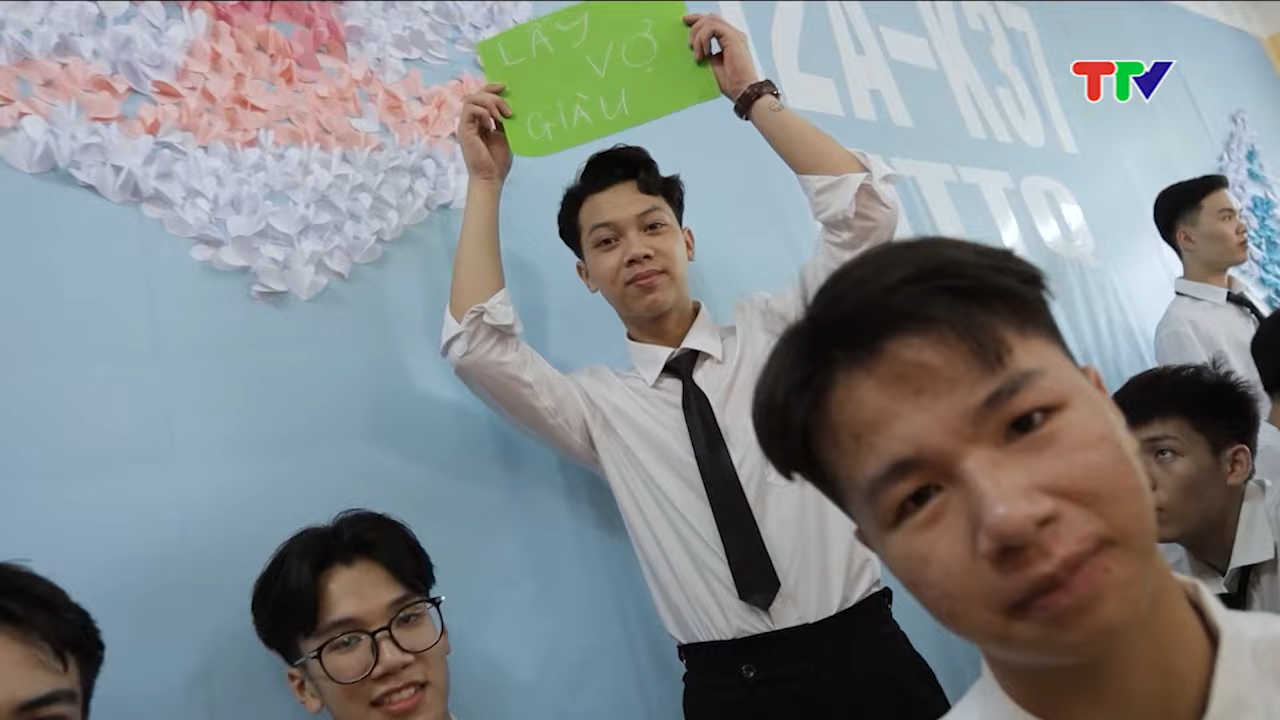 LẤY
VỢ
GIÀU
12A-K37
TTV